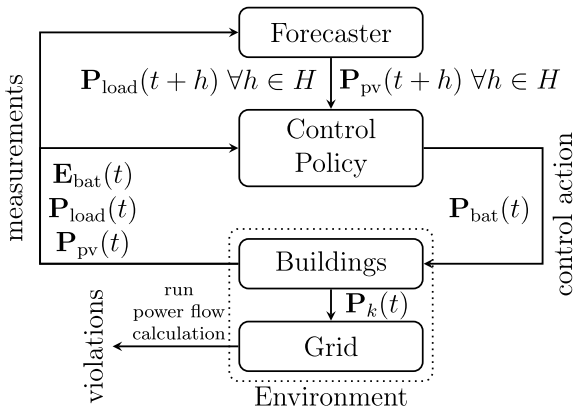 Forecaster
P_load(t + h) ∀h ∈ H
P_pv(t + h) ∀h ∈ H
Control
Policy
measurements
E_bat(t)
P_load(t)
P_pv(t)
P_bat(t)
control action
Buildings
P_k(t)
run
power flow
calculation
Grid
violations
Environment